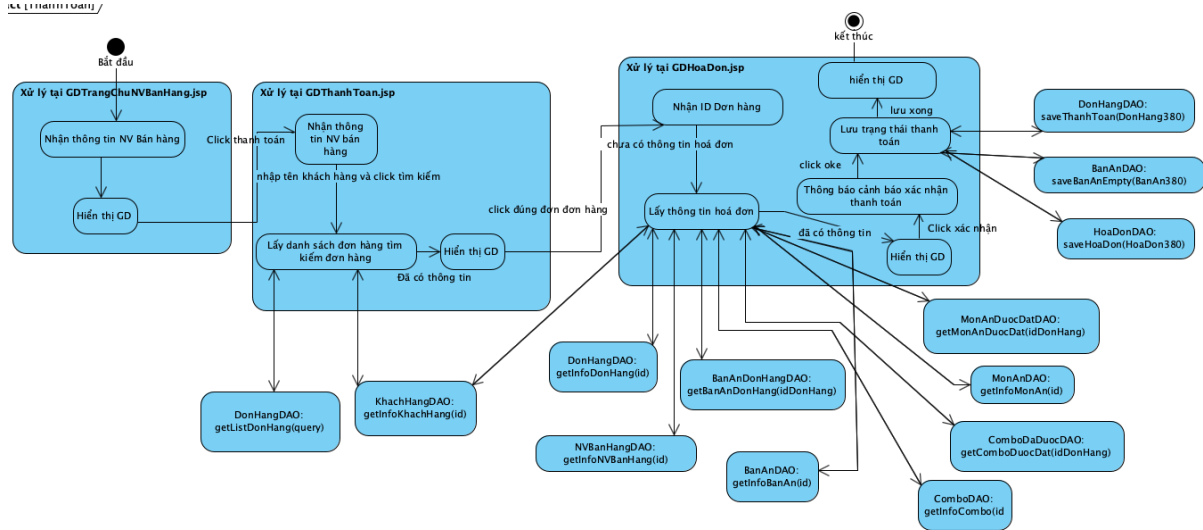 [ThanhToan]
Bắt đầu
kết thúc
Xử lý tại GDTrangChuNVBanHang.jsp
Nhận thông tin NV Bán hàng
Hiển thị GD
Click thanh toán
Xử lý tại GDThanhToan.jsp
Nhận thông
tin NV bán
hàng
nhập tên khách hàng và click tìm kiếm
Lấy danh sách đơn hàng tìm
kiếm đơn hàng
Hiển thị GD
Đã có thông tin
click đúng đơn đơn hàng
Xử lý tại GDHoaDon.jsp
Nhận ID Dơn hàng
chưa có thông tin hoá đơn
Lấy thông tin hoá đơn
đã có thông tin
Hiển thị GD
Click xác nhận
Thông báo cảnh báo xác nhận
thanh toán
click oke
Lưu trạng thái thanh
toán
lưu xong
hiển thị GD
DonHangDAO:
saveThanhToan(DonHang380)
BanAnDAO:
saveBanAnEmpty(BanAn380)
HoaDonDAO:
saveHoaDon(HoaDon380)
DonHangDAO:
getListDonHang(query)
KhachHangDAO:
getInfoKhachHang(id)
DonHangDAO:
getInfoDonHang(id)
NVBanHangDAO:
getInfoNVBanHang(id)
BanAnDonHangDAO:
getBanAnDonHang(idDonHang)
BanAnDAO:
getInfoBanAn(id)
MonAnDuocDatDAO:
getMonAnDuocDat(idDonHang)
MonAnDAO:
getInfoMonAn(id)
ComboDaDuocDAO:
getComboDuocDat(idDonHang)
ComboDAO:
getInfoCombo(id